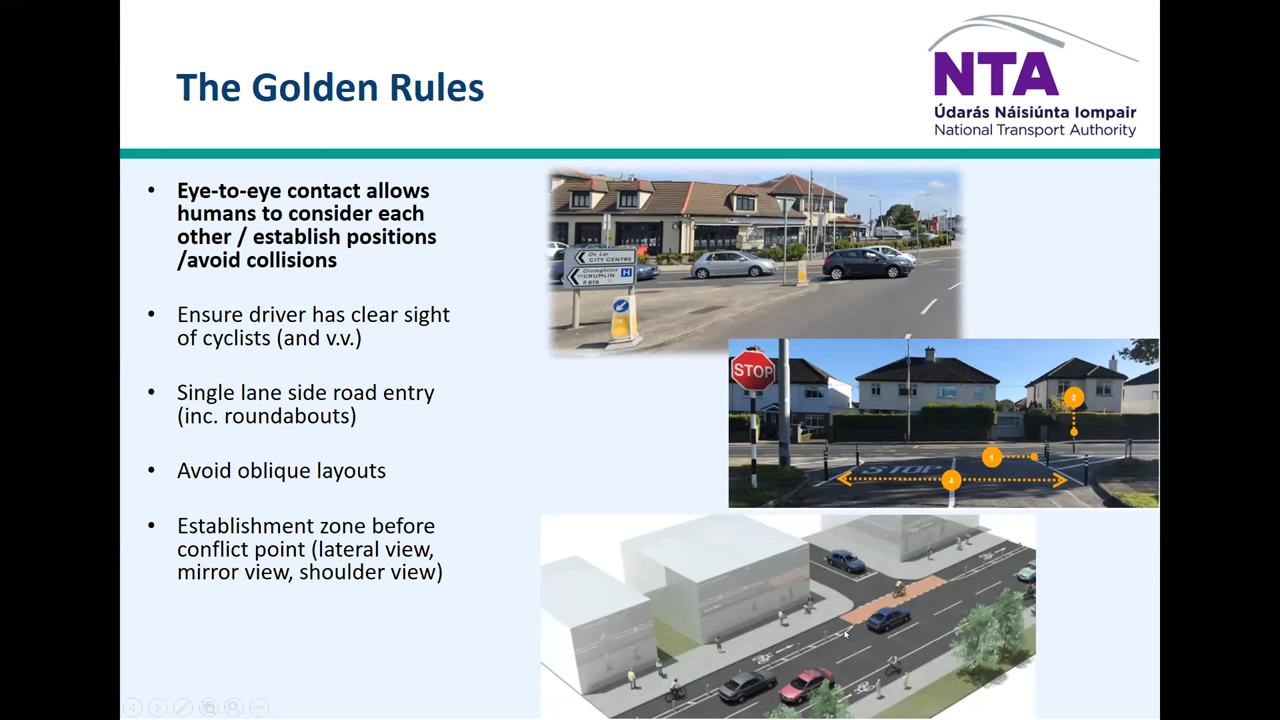 The Golden Rules
NTA
Údarás Náisiúnta Iompair
National Transport Authority
• Eye-to-eye contact allows
humans to consider each
other / establish positions
/avoid collisions
• Ensure driver has clear sight
of cyclists (and v.v.)
• Single lane side road entry
(inc. roundabouts)
• Avoid oblique layouts
• Establishment zone before
conflict point (lateral view,
mirror view, shoulder view)
An Lár
CITY CENTRE
CRUMLIN
H
R 819
STOP
STOP
2
1
4